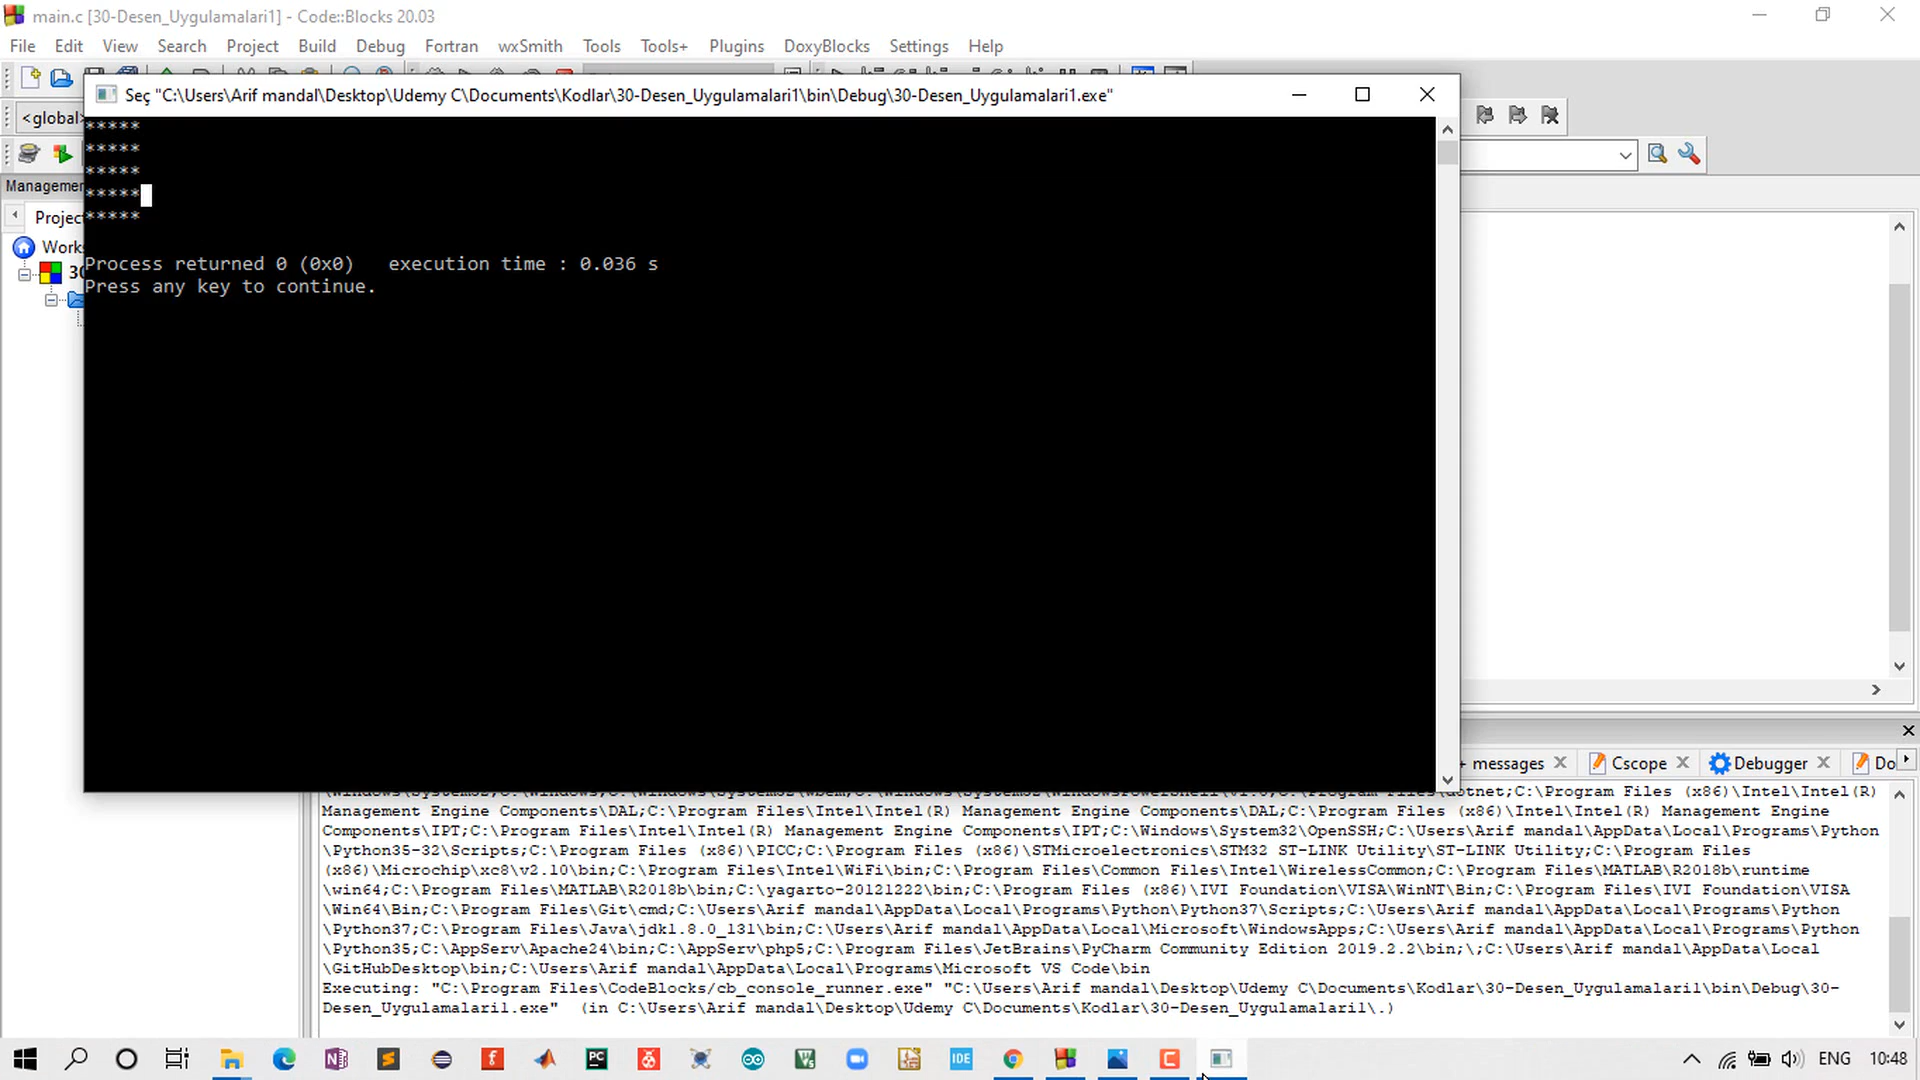 main.c [30-Desen_Uygulamalari1] - Code::Blocks 20.03
File Edit View Search Project Build Debug Fortran wxSmith Tools Tools+ Plugins DoxyBlocks Settings Help
Seç "C:\Users\Arif mandal\Desktop\Udemy C\Documents\Kodlar\30-Desen_Uygulamalari1\bin\Debug\30-Desen_Uygulamalari1.exe"
<global>
*****
*****
*****
*****
*****
Process returned 0 (0x0)   execution time : 0.036 s
Press any key to continue.
messages Cscope Debugger Do
Management Engine Components\DAL;C:\Program Files\Intel\Intel(R) Management Engine Components\DAL;C:\Program Files (x86)\Intel\Intel(R) Management Engine
Components\IPT;C:\Program Files\Intel\Intel(R) Management Engine Components\IPT;C:\Windows\System32\OpenSSH;C:\Users\Arif mandal\AppData\Local\Programs\Python
\Python35-32\Scripts;C:\Program Files (x86)\PICC;C:\Program Files (x86)\STMicroelectronics\STM32 ST-LINK Utility\ST-LINK Utility;C:\Program Files
(x86)\Microchip\xc8\v2.10\bin;C:\Program Files\Intel\WiFi\bin;C:\Program Files\Common Files\Intel\WirelessCommon;C:\Program Files\MATLAB\R2018b\runtime
\win64;C:\Program Files\MATLAB\R2018b\bin;C:\yagarto-20121222\bin;C:\Program Files (x86)\IVI Foundation\VISA\WinNT\Bin;C:\Program Files\IVI Foundation\VISA
\Win64\Bin;C:\Program Files\Git\cmd;C:\Users\Arif mandal\AppData\Local\Programs\Python\Python37\Scripts;C:\Users\Arif mandal\AppData\Local\Programs\Python
\Python37;C:\Program Files\Java\jdk1.8.0_131\bin;C:\Users\Arif mandal\AppData\Local\Microsoft\WindowsApps;C:\Users\Arif mandal\AppData\Local\Programs\Python
\Python35;C:\AppServ\Apache24\bin;C:\AppServ\php5;C:\Program Files\JetBrains\PyCharm Community Edition 2019.2.2\bin;\;C:\Users\Arif mandal\AppData\Local
\GitHubDesktop\bin;C:\Users\Arif mandal\AppData\Local\Programs\Microsoft VS Code\bin
Executing: "C:\Program Files\CodeBlocks/cb_console_runner.exe" "C:\Users\Arif mandal\Desktop\Udemy C\Documents\Kodlar\30-Desen_Uygulamalari1\bin\Debug\30-
Desen_Uygulamalari1.exe"  (in C:\Users\Arif mandal\Desktop\Udemy C\Documents\Kodlar\30-Desen_Uygulamalari1\.)
ENG 10:48